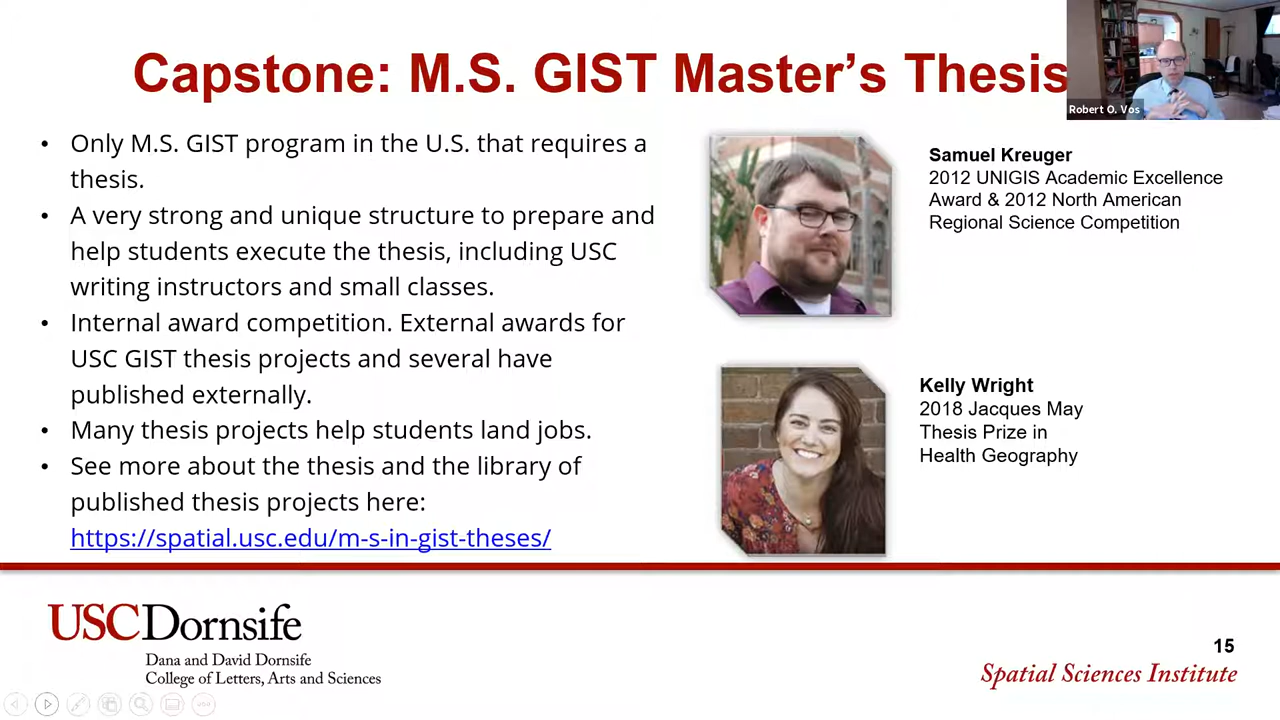 Capstone: M.S. GIST Master's Thesis
Robert O. Vos
• Only M.S. GIST program in the U.S. that requires a
thesis.
• A very strong and unique structure to prepare and
help students execute the thesis, including USC
writing instructors and small classes.
• Internal award competition. External awards for
USC GIST thesis projects and several have
published externally.
• Many thesis projects help students land jobs.
• See more about the thesis and the library of
published thesis projects here:
https://spatial.usc.edu/m-s-in-gist-theses/
Samuel Kreuger
2012 UNIGIS Academic Excellence
Award & 2012 North American
Regional Science Competition
Kelly Wright
2018 Jacques May
Thesis Prize in
Health Geography
USCDornsife
Dana and David Dornsife
College of Letters, Arts and Sciences
15
Spatial Sciences Institute